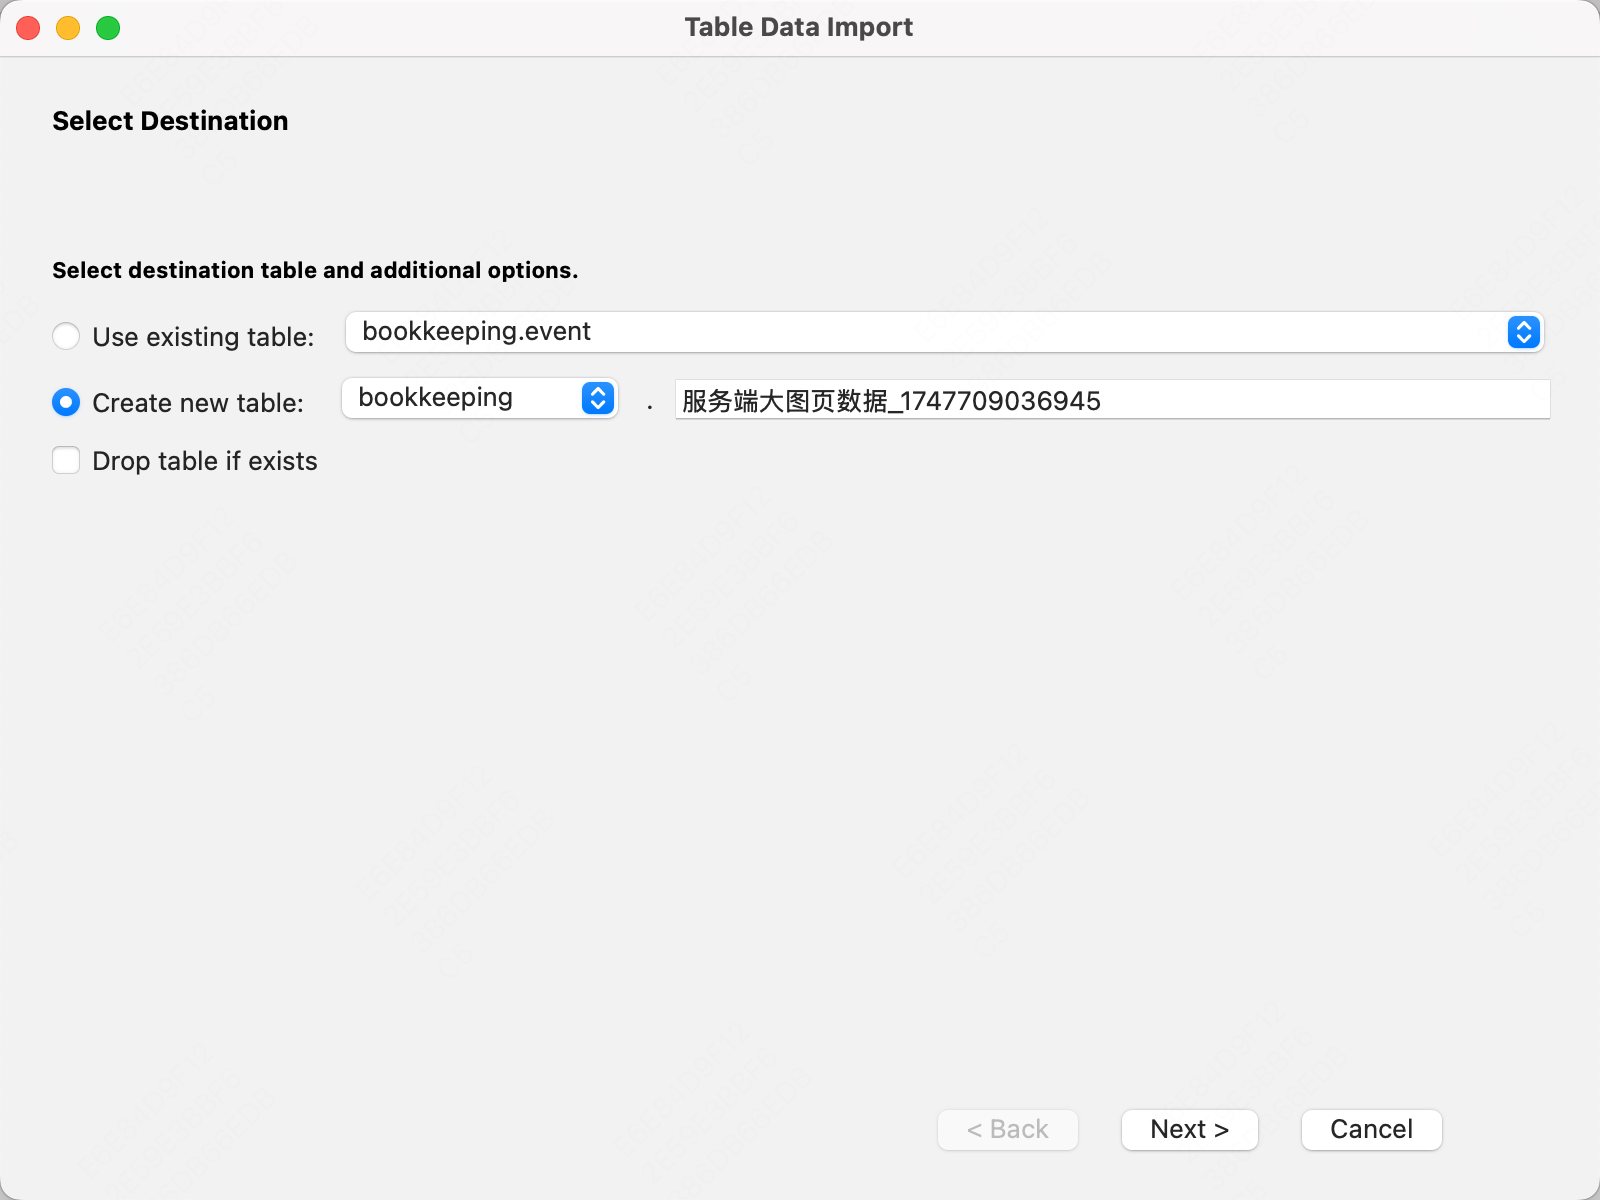 Table Data Import
Select Destination
Select destination table and additional options.
Use existing table: bookkeeping.event
Create new table: bookkeeping . 服务端大图页数据_1747709036945
Drop table if exists
< Back Next > Cancel